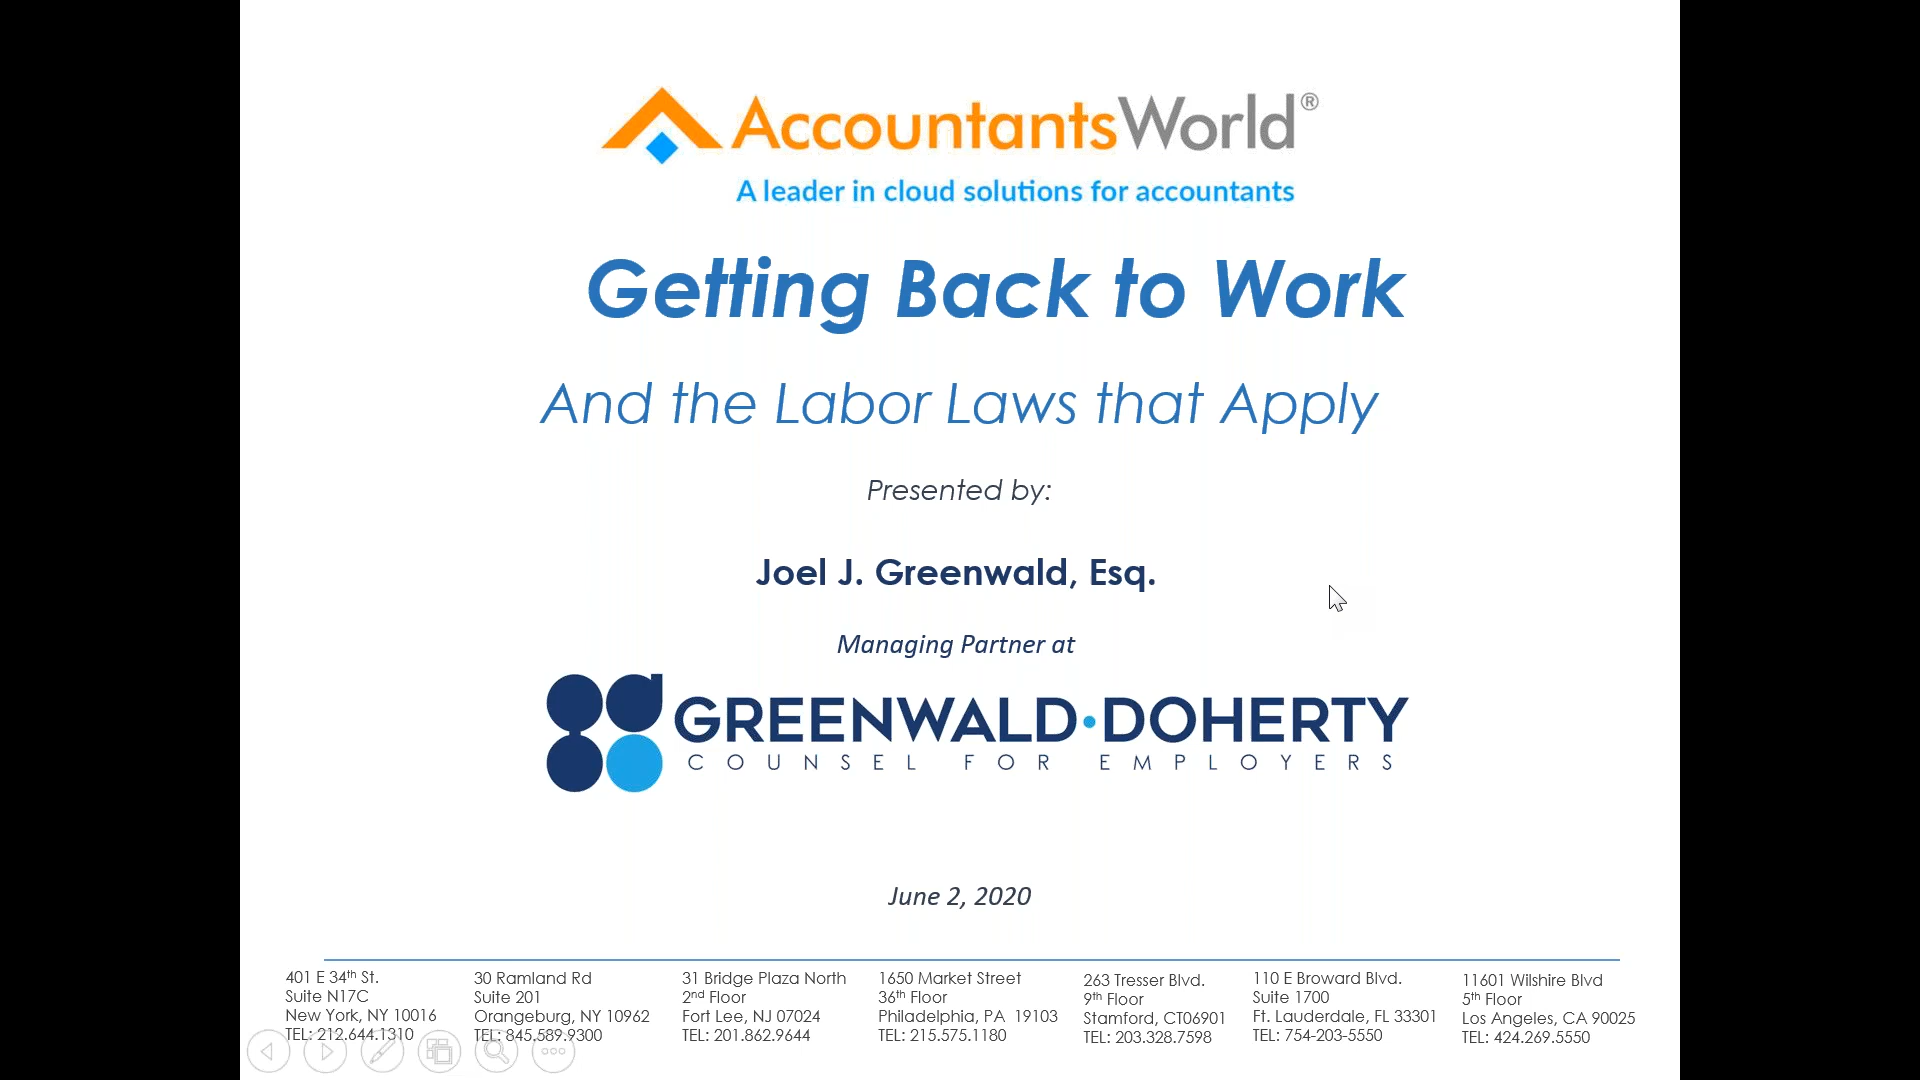 AccountantsWorld®
A leader in cloud solutions for accountants
Getting Back to Work
And the Labor Laws that Apply
Presented by:
Joel J. Greenwald, Esq.
Managing Partner at
GREENWALD·DOHERTY
COUNSEL FOR EMPLOYERS
June 2, 2020
401 E 34th St.
Suite N17C
New York, NY 10016
TEL: 212.644.1310
30 Ramland Rd
Suite 201
Orangeburg, NY 10962
TEL: 845.589.9300
31 Bridge Plaza North
2nd Floor
Fort Lee, NJ 07024
TEL: 201.862.9644
1650 Market Street
36th Floor
Philadelphia, PA 19103
TEL: 215.575.1180
263 Tresser Blvd.
9th Floor
Stamford, CT06901
TEL: 203.328.7598
110 E Broward Blvd.
Suite 1700
Ft. Lauderdale, FL 33301
TEL: 754-203-5550
11601 Wilshire Blvd
5th Floor
Los Angeles, CA 90025
TEL: 424.269.5550